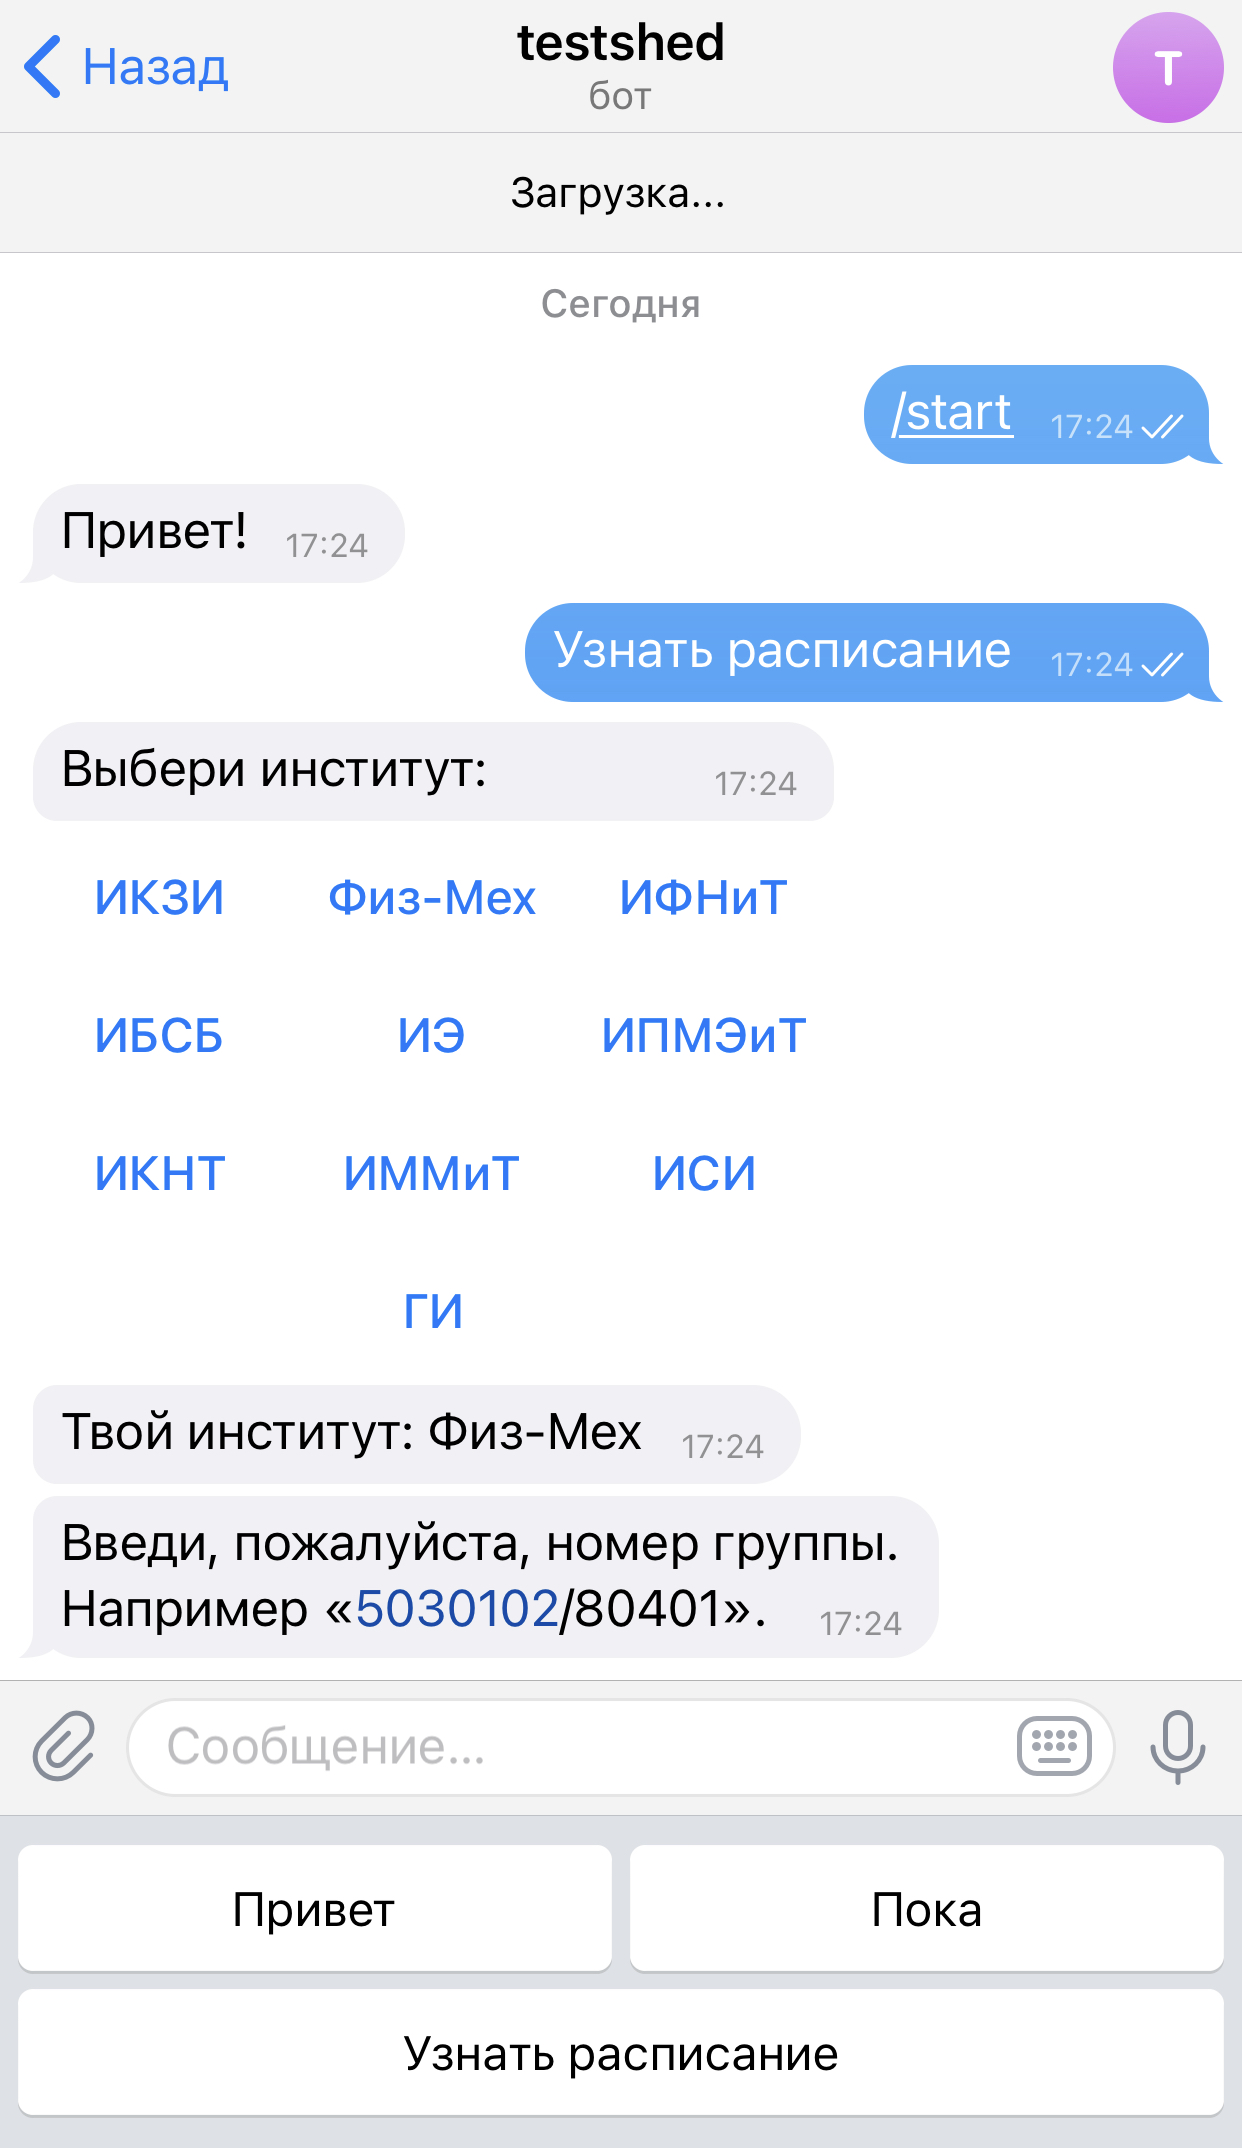 Назад
testshed
бот
T
Загрузка...
Сегодня
/start 17:24
Привет! 17:24
Узнать расписание 17:24
Выбери институт: 17:24
ИКЗИ Физ-Мех ИФНиТ
ИБСБ ИЭ ИПМЭиТ
ИКНТ ИММиТ ИСИ
ГИ
Твой институт: Физ-Мех 17:24
Введи, пожалуйста, номер группы.
Например «5030102/80401». 17:24
Сообщение...
Привет Пока
Узнать расписание